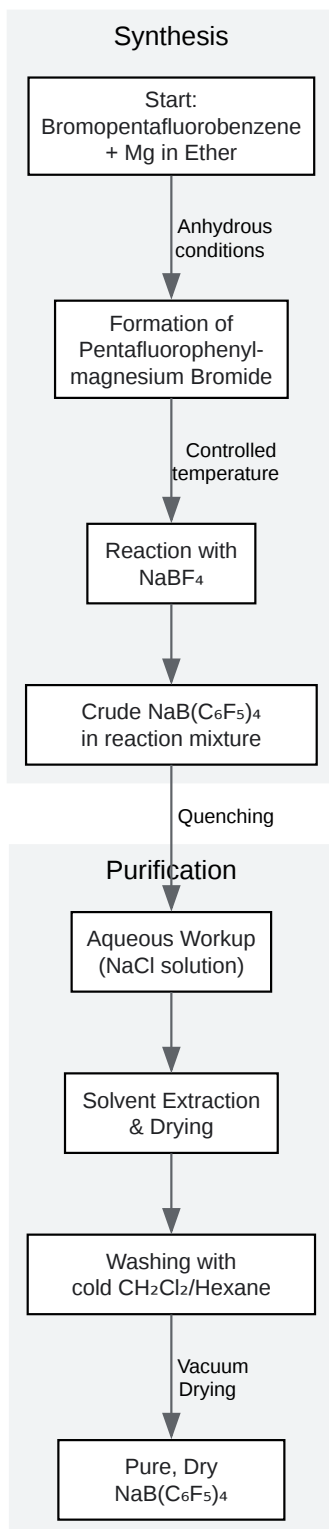 Synthesis
Start:
Bromopentafluorobenzene
+ Mg in Ether
Anhydrous
conditions
Formation of
Pentafluorophenyl-
magnesium Bromide
Controlled
temperature
Reaction with
NaBF₄
Crude NaB(C₆F₅)₄
in reaction mixture
Quenching
Purification
Aqueous Workup
(NaCl solution)
Solvent Extraction
& Drying
Washing with
cold CH₂Cl₂/Hexane
Vacuum
Drying
Pure, Dry
NaB(C₆F₅)₄